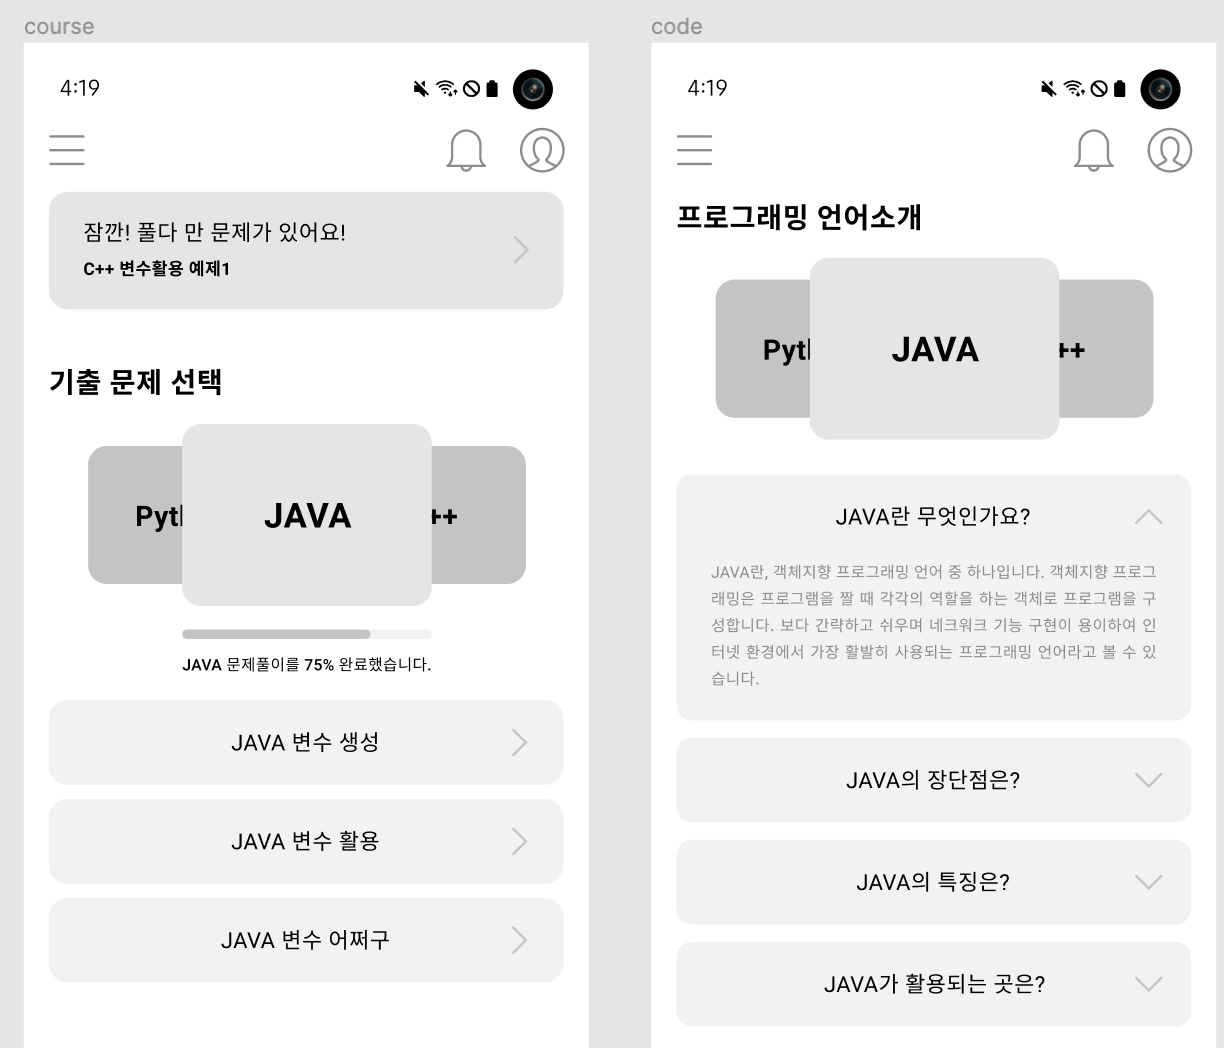 course
4:19
잠깐! 풀다 만 문제가 있어요!
C++ 변수활용 예제1
기출 문제 선택
Pyth
JAVA
++
JAVA 문제풀이를 75% 완료했습니다.
JAVA 변수 생성
JAVA 변수 활용
JAVA 변수 어쩌구
code
4:19
프로그래밍 언어소개
Pyth
JAVA
++
JAVA란 무엇인가요?
JAVA란, 객체지향 프로그래밍 언어 중 하나입니다. 객체지향 프로그
래밍은 프로그램을 짤 때 각각의 역할을 하는 객체로 프로그램을 구
성합니다. 보다 간략하고 쉬우며 네크워크 기능 구현이 용이하여 인
터넷 환경에서 가장 활발히 사용되는 프로그래밍 언어라고 볼 수 있
습니다.
JAVA의 장단점은?
JAVA의 특징은?
JAVA가 활용되는 곳은?